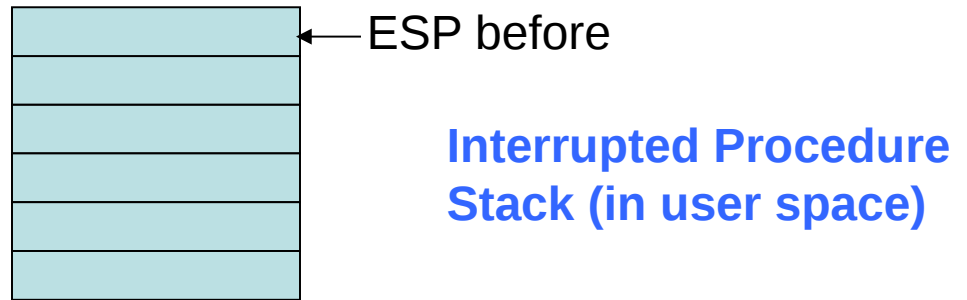 ESP before
Interrupted Procedure
Stack (in user space)